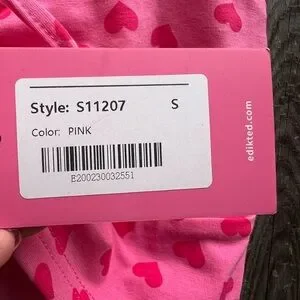 Style: S11207 S
Color: PINK
E200230032551
edikted.com